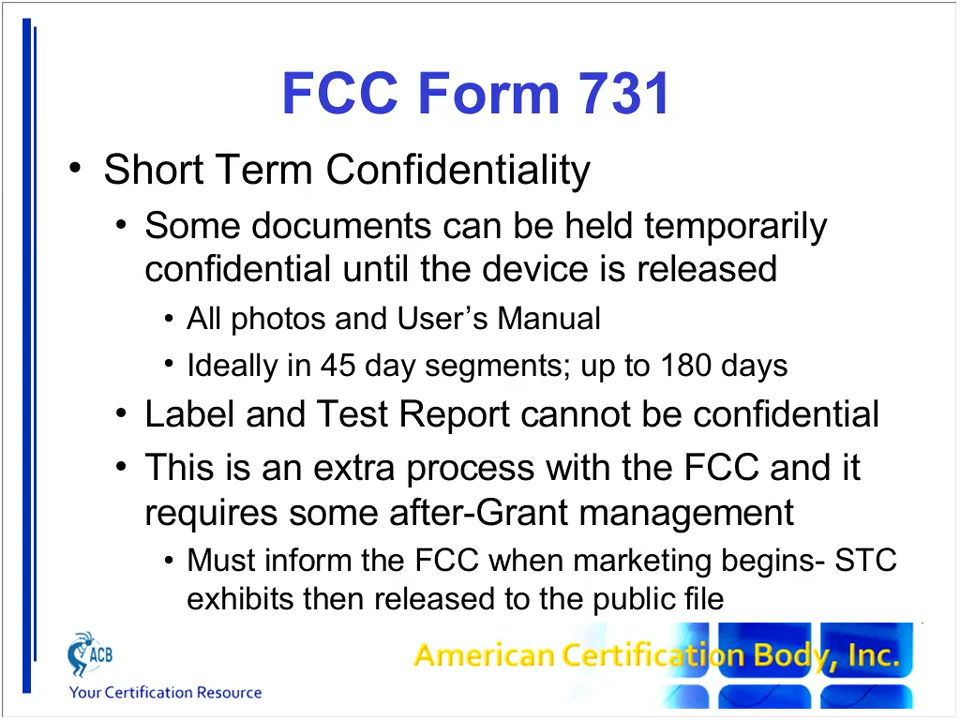 FCC Form 731
• Short Term Confidentiality
• Some documents can be held temporarily
confidential until the device is released
• All photos and User’s Manual
• Ideally in 45 day segments; up to 180 days
• Label and Test Report cannot be confidential
• This is an extra process with the FCC and it
requires some after-Grant management
• Must inform the FCC when marketing begins- STC
exhibits then released to the public file
ACB
American Certification Body, Inc.
Your Certification Resource